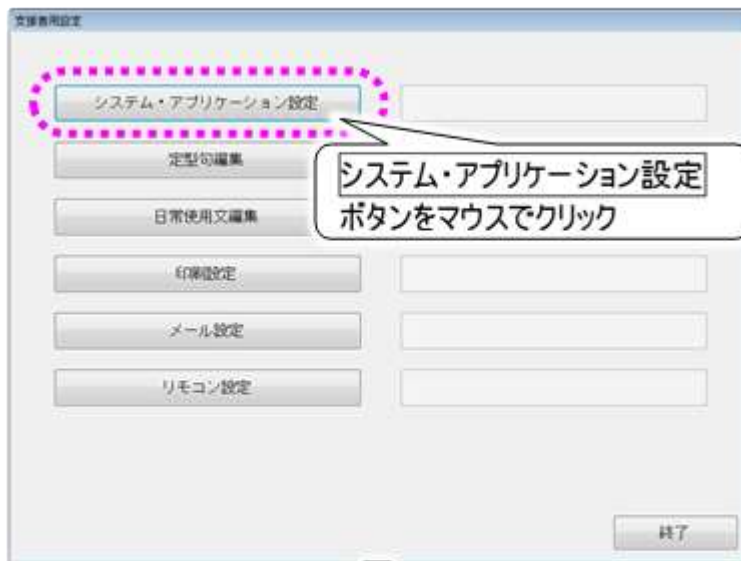 支援者用設定
システム・アプリケーション設定
定型句編集
システム・アプリケーション設定
ボタンをマウスでクリック
日常使用文編集
印刷設定
メール設定
リモコン設定
終了